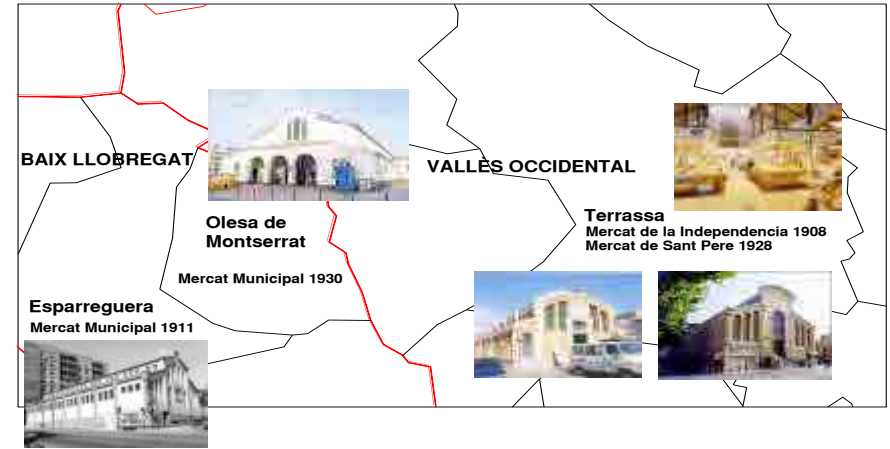 BAIX LLOBREGAT
VALLES OCCIDENTAL
Olesa de
Montserrat
Mercat Municipal 1930
Terrassa
Mercat de la Independencia 1908
Mercat de Sant Pere 1928
Esparreguera
Mercat Municipal 1911